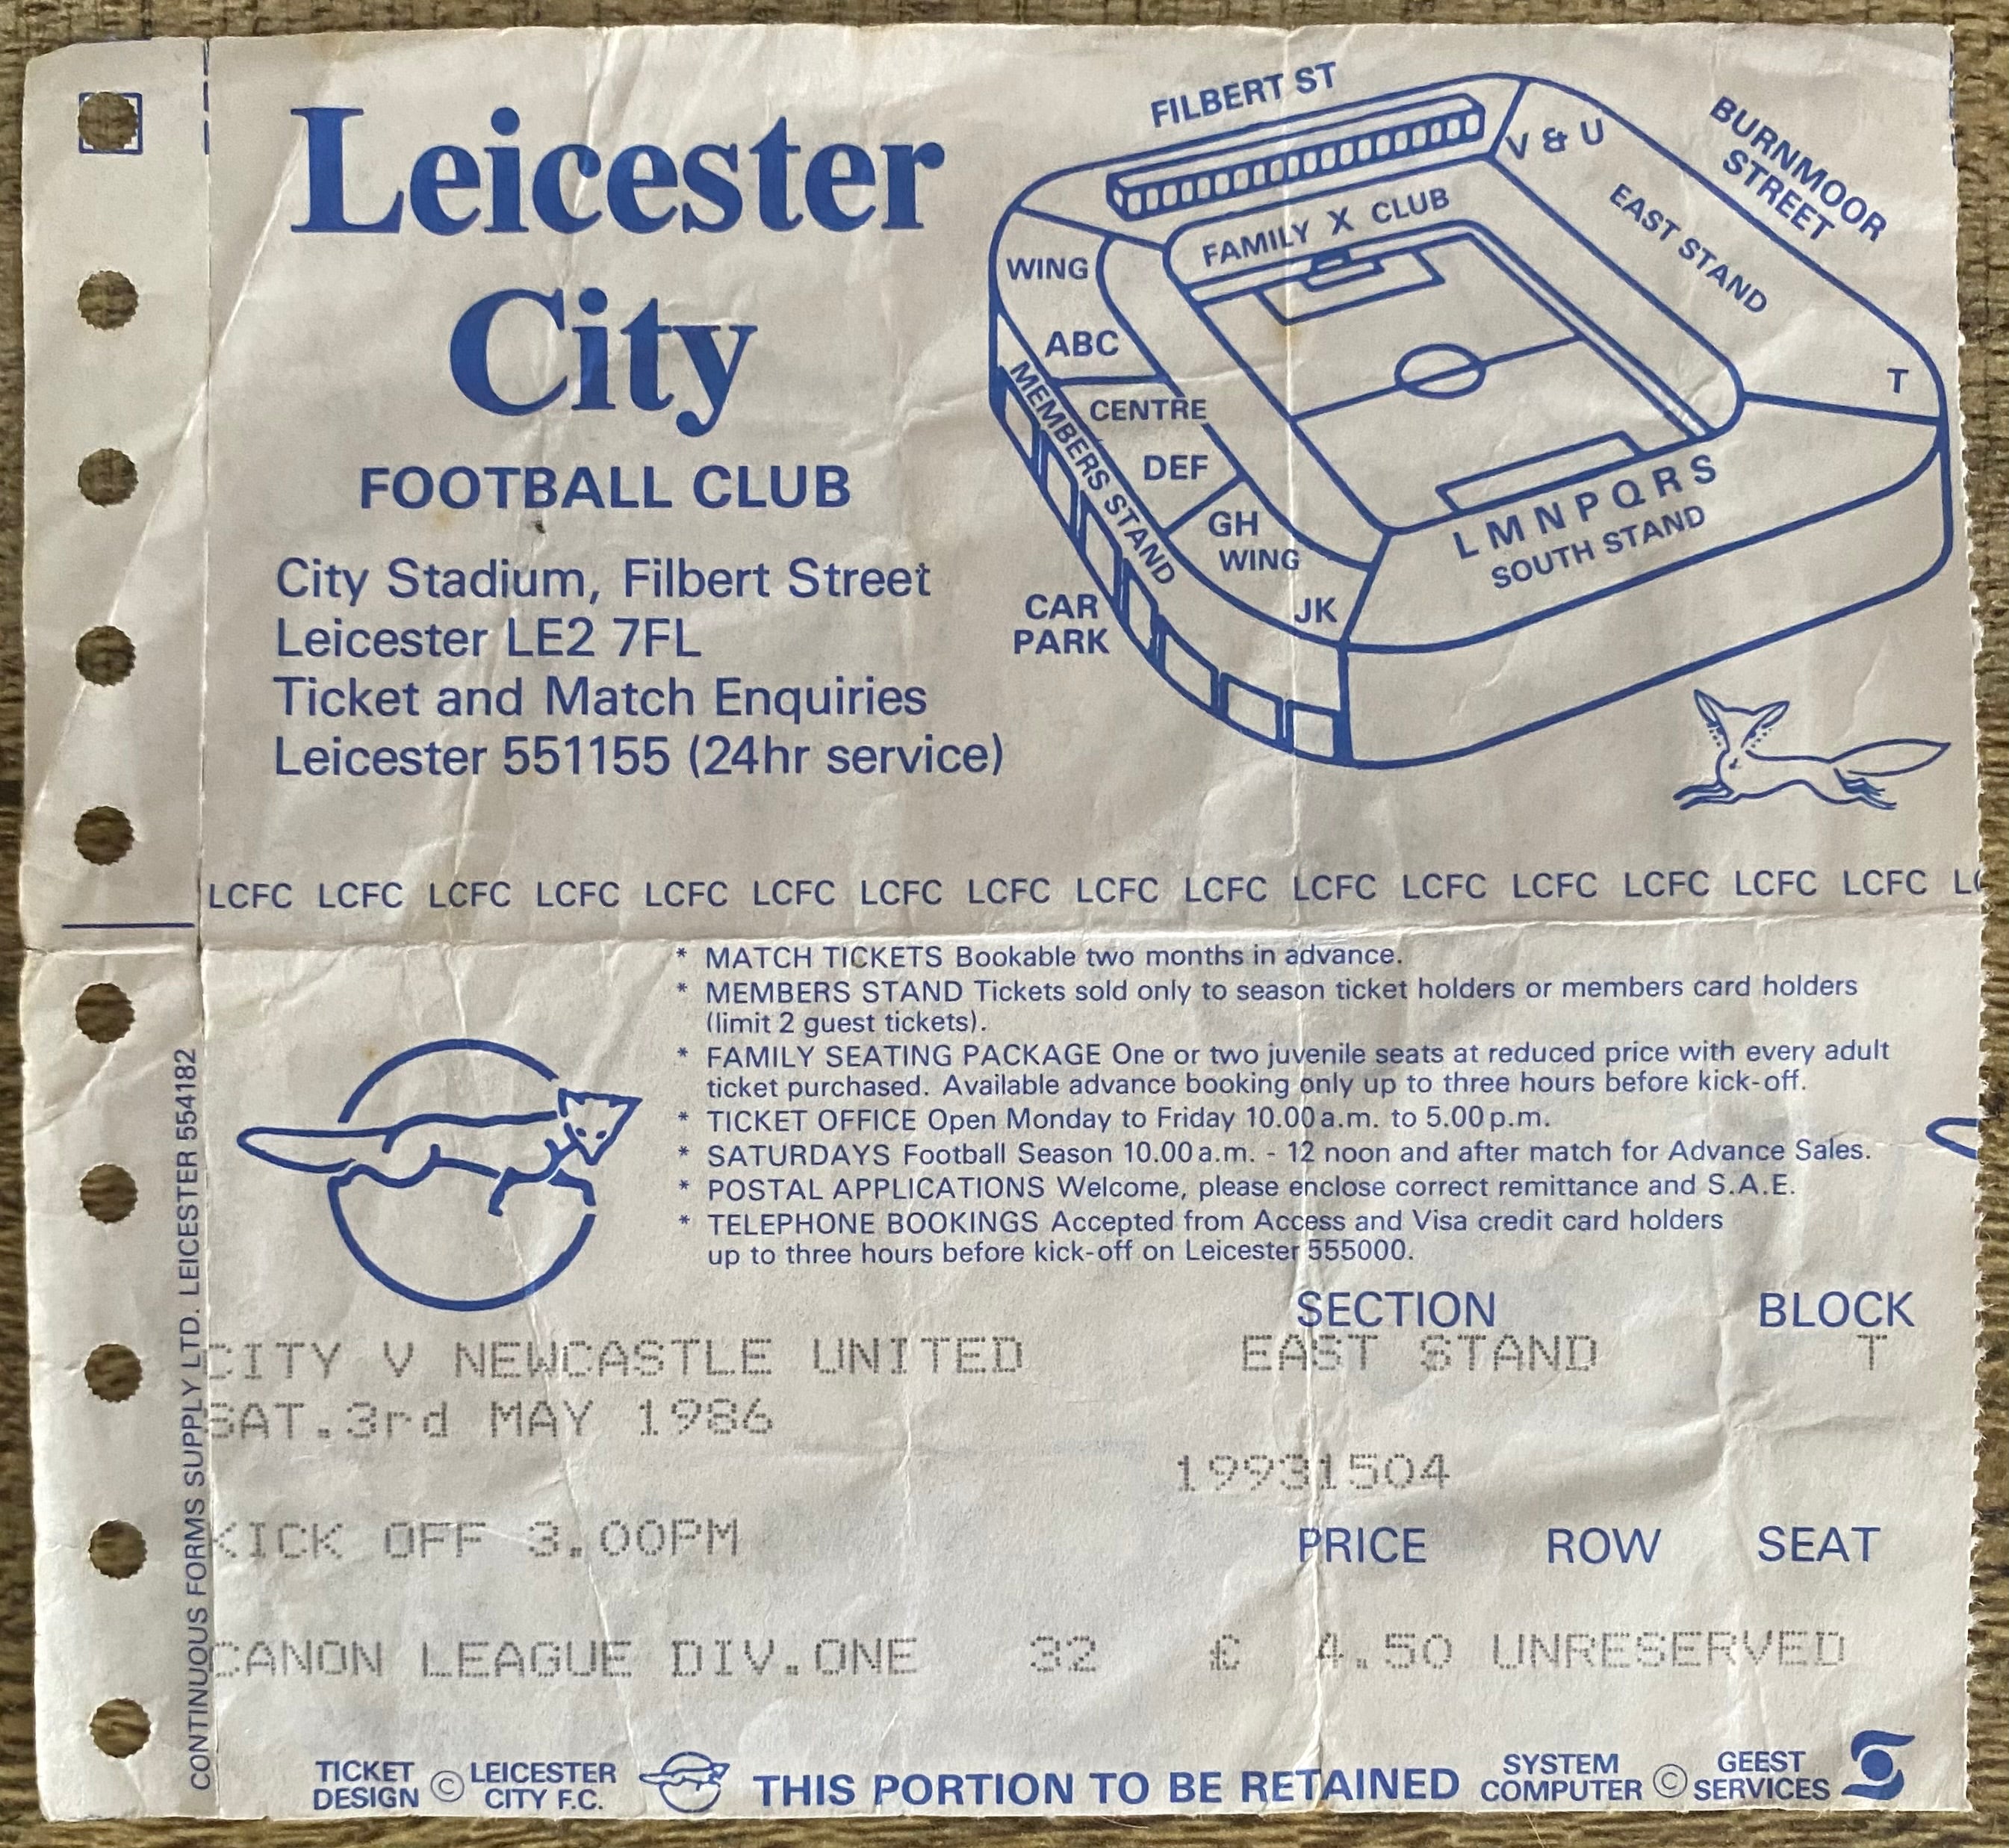 Leicester
City
FOOTBALL CLUB
City Stadium, Filbert Street
Leicester LE2 7FL
Ticket and Match Enquiries
Leicester 551155 (24hr service)
FILBERT ST
BURNMOOR
STREET
V & U
EAST STAND
T
FAMILY X CLUB
WING
ABC
MEMBERS STAND
CENTRE
DEF
GH
WING
JK
CAR
PARK
L M N P Q R S
SOUTH STAND
LCFC LCFC LCFC LCFC LCFC LCFC LCFC LCFC LCFC LCFC LCFC LCFC LCFC LCFC LCFC LCFC LC
* MATCH TICKETS Bookable two months in advance.
* MEMBERS STAND Tickets sold only to season ticket holders or members card holders
(limit 2 guest tickets).
* FAMILY SEATING PACKAGE One or two juvenile seats at reduced price with every adult
ticket purchased. Available advance booking only up to three hours before kick-off.
* TICKET OFFICE Open Monday to Friday 10.00 a.m. to 5.00 p.m.
* SATURDAYS Football Season 10.00 a.m. - 12 noon and after match for Advance Sales.
* POSTAL APPLICATIONS Welcome, please enclose correct remittance and S.A.E.
* TELEPHONE BOOKINGS Accepted from Access and Visa credit card holders
up to three hours before kick-off on Leicester 555000.
SECTION BLOCK
CITY V NEWCASTLE UNITED EAST STAND T
SAT.3rd MAY 1986
19931504
KICK OFF 3.00PM
PRICE ROW SEAT
CANON LEAGUE DIV.ONE 32 £ 4.50 UNRESERVED
CONTINUOUS FORMS SUPPLY LTD. LEICESTER 554182
TICKET
DESIGN © LEICESTER
CITY F.C.
THIS PORTION TO BE RETAINED
SYSTEM
COMPUTER © GEEST
SERVICES